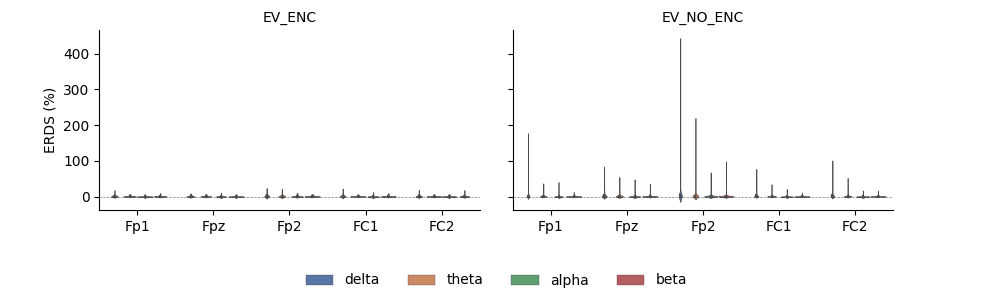 EV_ENC
EV_NO_ENC
ERDS (%)
400
300
200
100
0
Fp1 Fpz Fp2 FC1 FC2
Fp1 Fpz Fp2 FC1 FC2
delta theta alpha beta